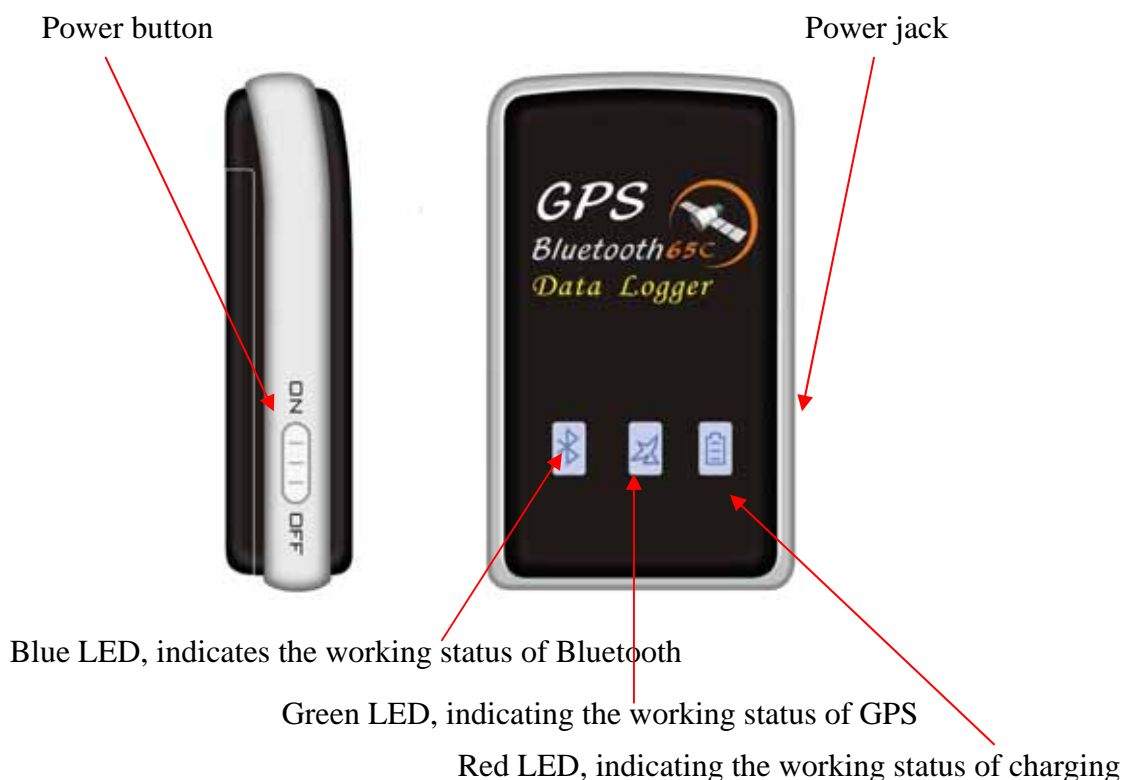 Power button
Power jack
GPS
Bluetooth65C
Data Logger
ON
OFF
Blue LED, indicates the working status of Bluetooth
Green LED, indicating the working status of GPS
Red LED, indicating the working status of charging